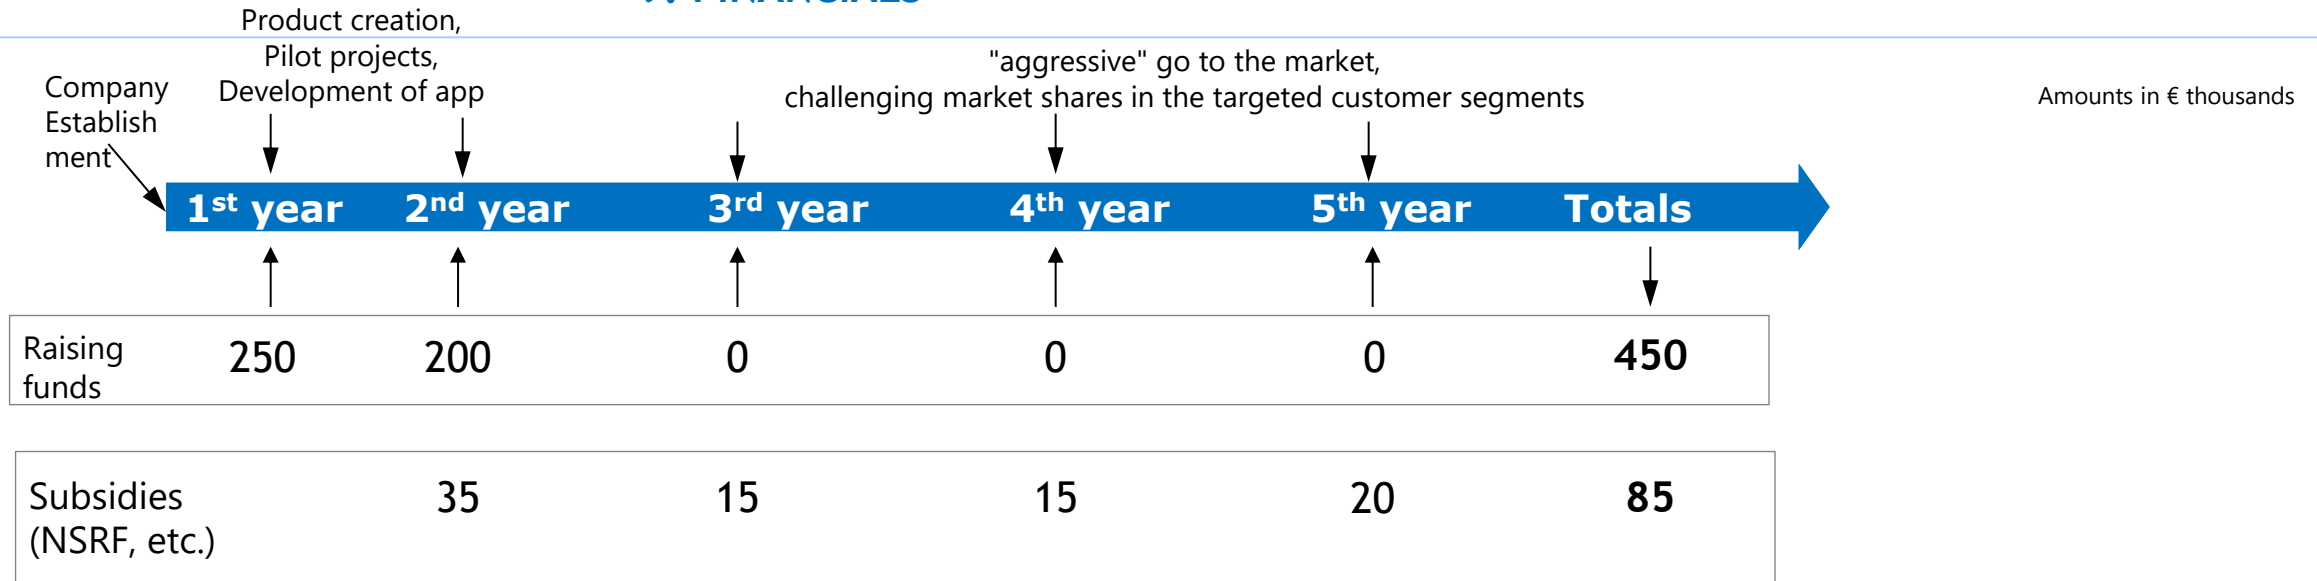 FINANCIALS
Product creation,
Pilot projects,
Development of app
"aggressive" go to the market,
challenging market shares in the targeted customer segments
Amounts in € thousands
Company
Establish
ment
1st year 2nd year 3rd year 4th year 5th year Totals
Raising
funds
250 200 0 0 0 450
Subsidies
(NSRF, etc.)
35 15 15 20 85